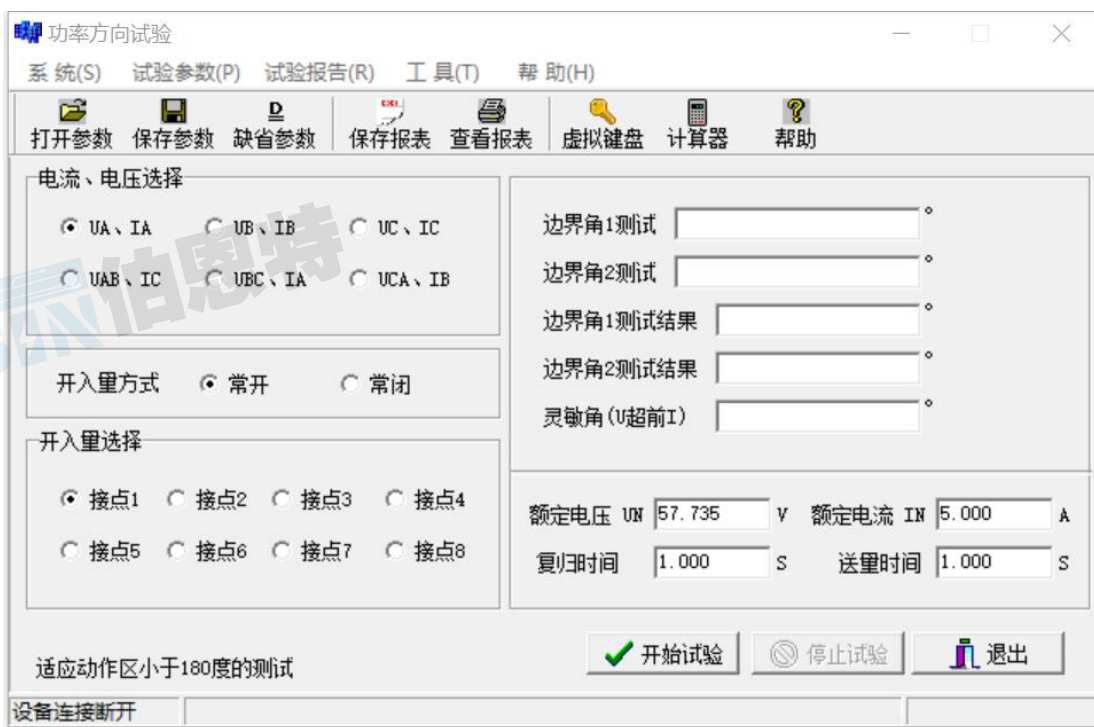 功率方向试验
系 统(S) 试验参数(P) 试验报告(R) 工 具(T) 帮 助(H)
打开参数 保存参数 缺省参数 保存报表 查看报表 虚拟键盘 计算器 帮助
电流、电压选择
UA、IA UB、IB UC、IC
UAB、IC UBC、IA UCA、IB
开入量方式 常开 常闭
开入量选择
接点1 接点2 接点3 接点4
接点5 接点6 接点7 接点8
边界角1测试 °
边界角2测试 °
边界角1测试结果 °
边界角2测试结果 °
灵敏角(U超前I) °
额定电压 UN 57.735 V 额定电流 IN 5.000 A
复归时间 1.000 S 送量时间 1.000 S
适应动作区小于180度的测试
开始试验 停止试验 退出
设备连接断开
伯恩特